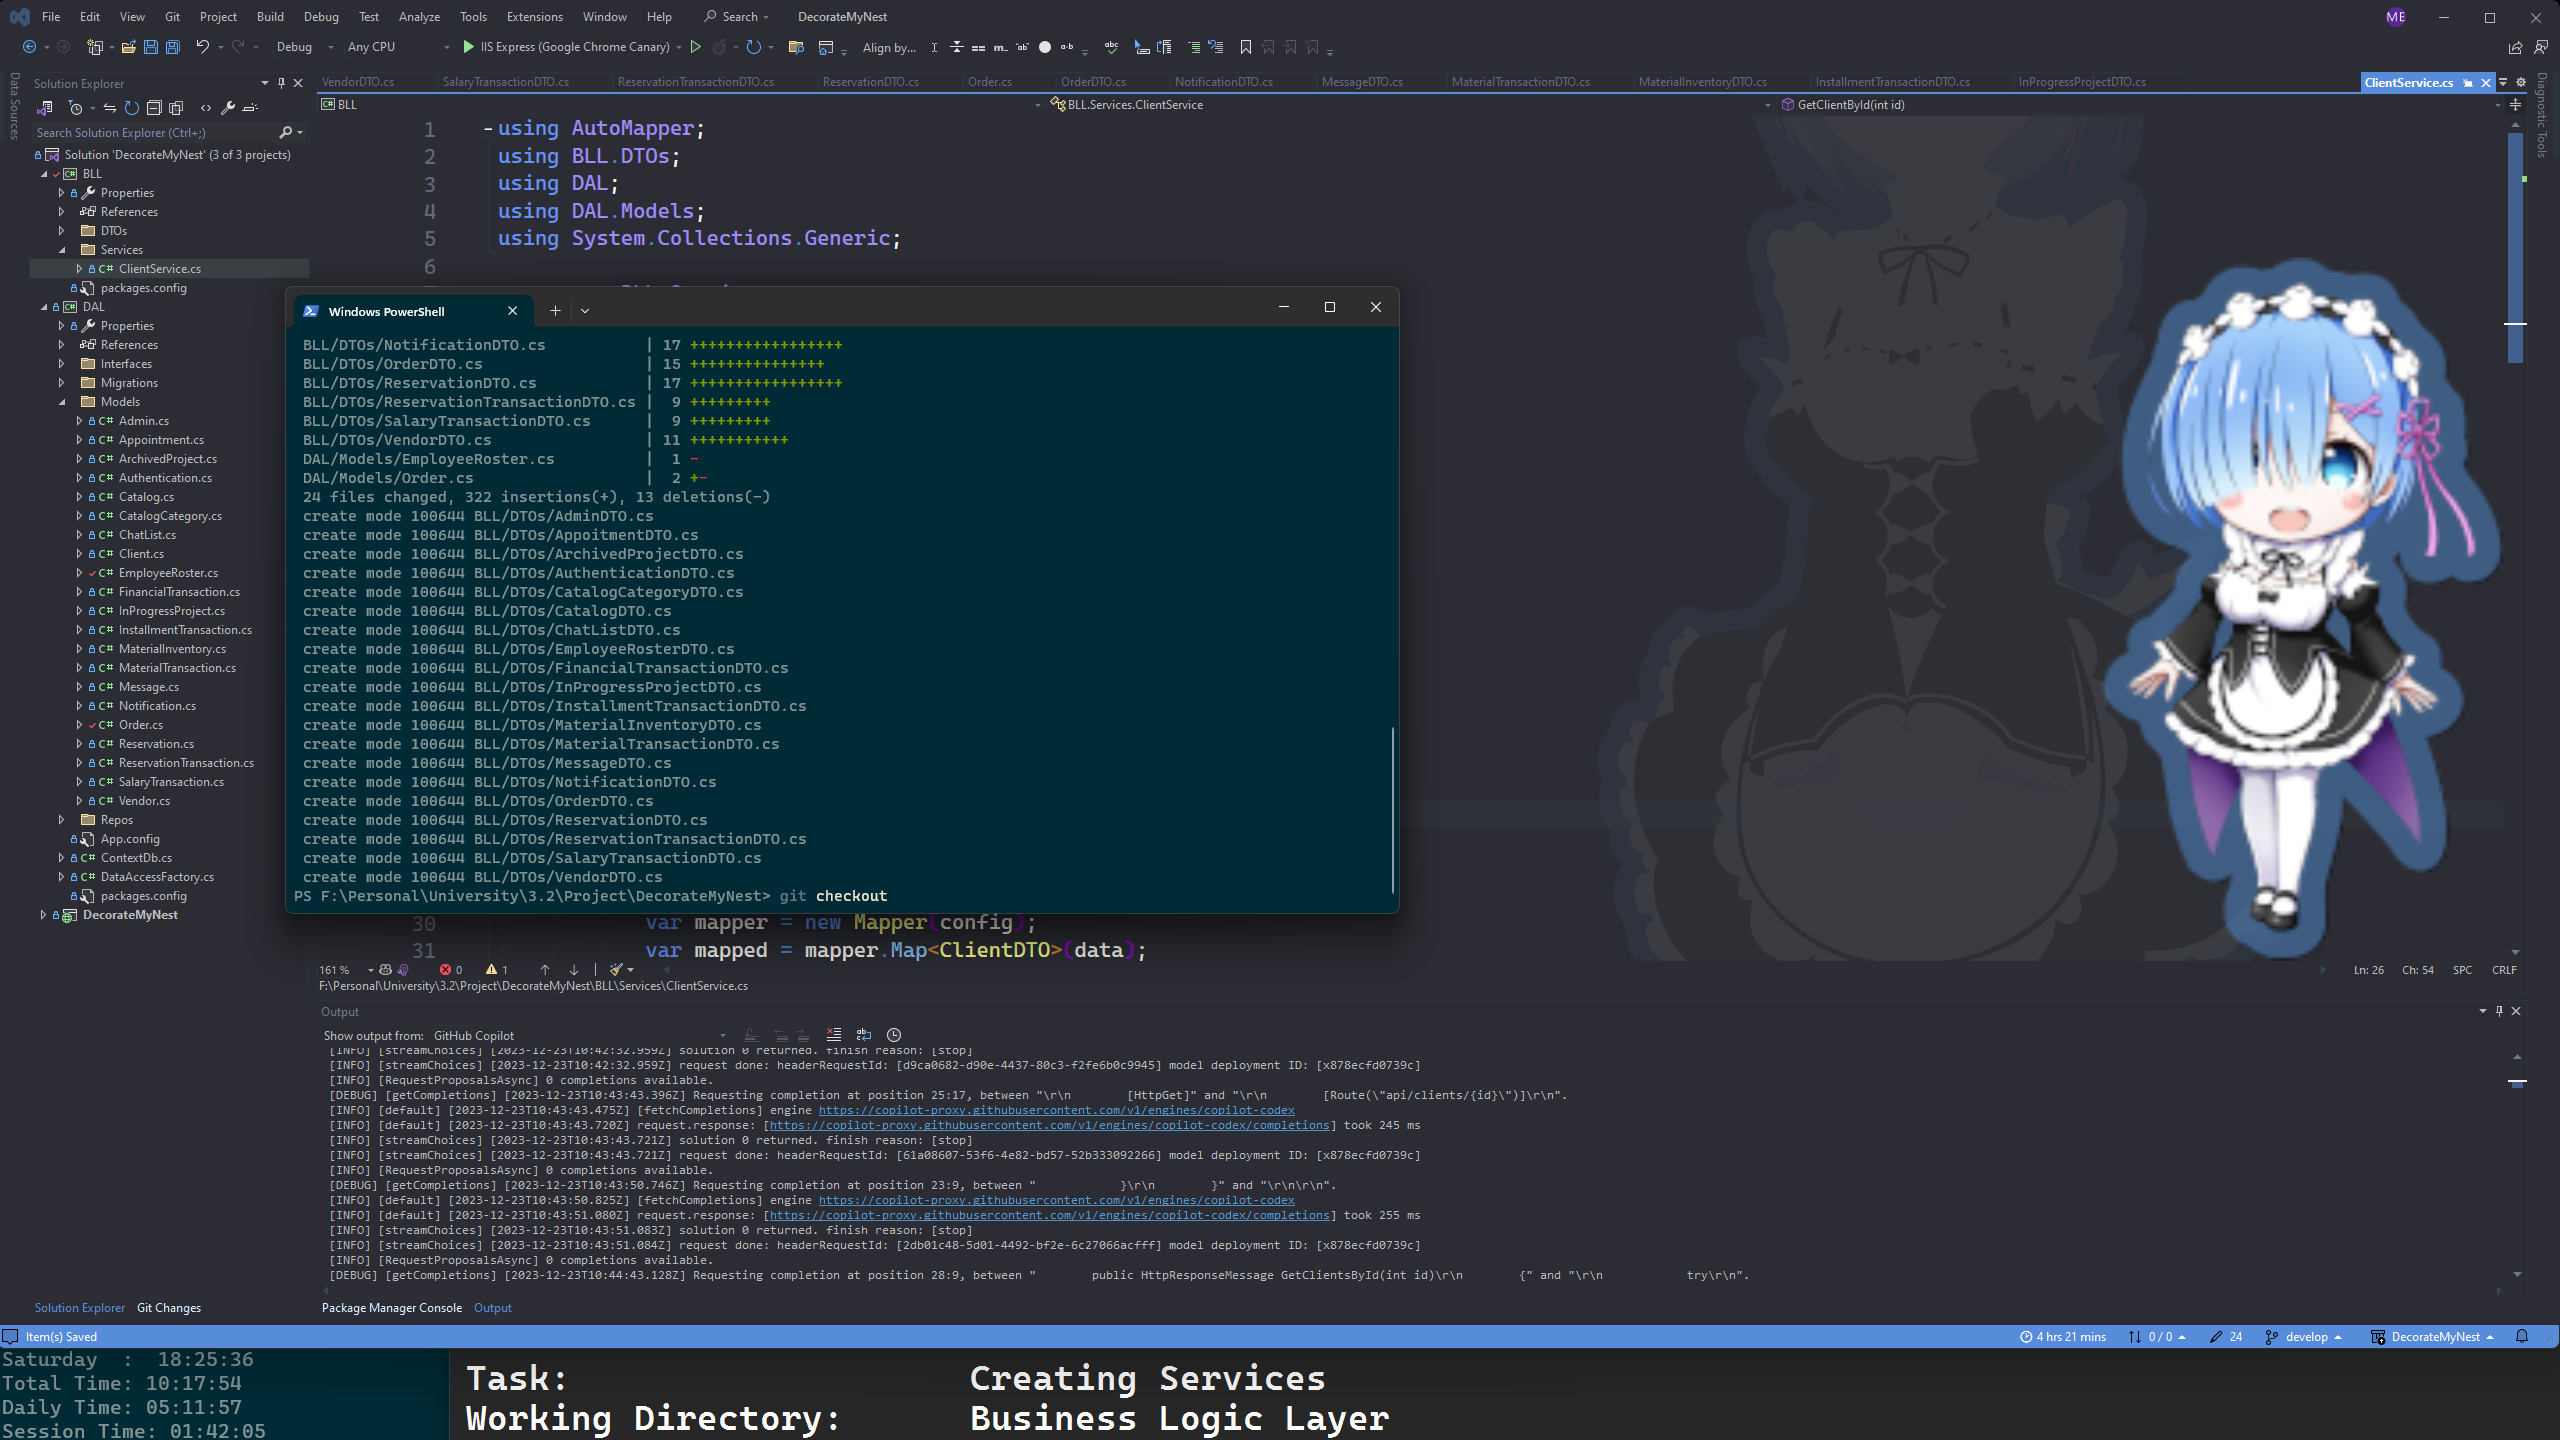 File Edit View Git Project Build Debug Test Analyze Tools Extensions Window Help Search DecorateMyNest ME
Debug Any CPU IIS Express (Google Chrome Canary) Align by...
Data Sources
Solution Explorer
Search Solution Explorer (Ctrl+;)
Solution 'DecorateMyNest' (3 of 3 projects)
BLL
Properties
References
DTOs
Services
ClientService.cs
packages.config
DAL
Properties
References
Interfaces
Migrations
Models
Admin.cs
Appointment.cs
ArchivedProject.cs
Authentication.cs
Catalog.cs
CatalogCategory.cs
ChatList.cs
Client.cs
EmployeeRoster.cs
FinancialTransaction.cs
InProgressProject.cs
InstallmentTransaction.cs
MaterialInventory.cs
MaterialTransaction.cs
Message.cs
Notification.cs
Order.cs
Reservation.cs
ReservationTransaction.cs
SalaryTransaction.cs
Vendor.cs
Repos
App.config
ContextDb.cs
DataAccessFactory.cs
packages.config
DecorateMyNest
Solution Explorer Git Changes
VendorDTO.cs SalaryTransactionDTO.cs ReservationTransactionDTO.cs ReservationDTO.cs Order.cs OrderDTO.cs NotificationDTO.cs MessageDTO.cs MaterialTransactionDTO.cs MaterialInventoryDTO.cs InstallmentTransactionDTO.cs InProgressProjectDTO.cs ClientService.cs
BLL BLL.Services.ClientService GetClientById(int id)
Diagnostic Tools
1 using AutoMapper;
2 using BLL.DTOs;
3 using DAL;
4 using DAL.Models;
5 using System.Collections.Generic;
6
Windows PowerShell
BLL/DTOs/NotificationDTO.cs | 17 +++++++++++++++++
BLL/DTOs/OrderDTO.cs | 15 +++++++++++++++
BLL/DTOs/ReservationDTO.cs | 17 +++++++++++++++++
BLL/DTOs/ReservationTransactionDTO.cs | 9 +++++++++
BLL/DTOs/SalaryTransactionDTO.cs | 9 +++++++++
BLL/DTOs/VendorDTO.cs | 11 +++++++++++
DAL/Models/EmployeeRoster.cs | 1 -
DAL/Models/Order.cs | 2 +-
24 files changed, 322 insertions(+), 13 deletions(-)
create mode 100644 BLL/DTOs/AdminDTO.cs
create mode 100644 BLL/DTOs/AppoitmentDTO.cs
create mode 100644 BLL/DTOs/ArchivedProjectDTO.cs
create mode 100644 BLL/DTOs/AuthenticationDTO.cs
create mode 100644 BLL/DTOs/CatalogCategoryDTO.cs
create mode 100644 BLL/DTOs/CatalogDTO.cs
create mode 100644 BLL/DTOs/ChatListDTO.cs
create mode 100644 BLL/DTOs/EmployeeRosterDTO.cs
create mode 100644 BLL/DTOs/FinancialTransactionDTO.cs
create mode 100644 BLL/DTOs/InProgressProjectDTO.cs
create mode 100644 BLL/DTOs/InstallmentTransactionDTO.cs
create mode 100644 BLL/DTOs/MaterialInventoryDTO.cs
create mode 100644 BLL/DTOs/MaterialTransactionDTO.cs
create mode 100644 BLL/DTOs/MessageDTO.cs
create mode 100644 BLL/DTOs/NotificationDTO.cs
create mode 100644 BLL/DTOs/OrderDTO.cs
create mode 100644 BLL/DTOs/ReservationDTO.cs
create mode 100644 BLL/DTOs/ReservationTransactionDTO.cs
create mode 100644 BLL/DTOs/SalaryTransactionDTO.cs
create mode 100644 BLL/DTOs/VendorDTO.cs
PS F:\Personal\University\3.2\Project\DecorateMyNest> git checkout
30 var mapper = new Mapper(config);
31 var mapped = mapper.Map<ClientDTO>(data);
161 % 0 1 Ln: 26 Ch: 54 SPC CRLF
F:\Personal\University\3.2\Project\DecorateMyNest\BLL\Services\ClientService.cs
Output
Show output from: GitHub Copilot
[INFO] [streamChoices] [2023-12-23T10:42:32.959Z] solution 0 returned. finish reason: [stop]
[INFO] [streamChoices] [2023-12-23T10:42:32.959Z] request done: headerRequestId: [d9ca0682-d90e-4437-80c3-f2fe6b0c9945] model deployment ID: [x878ecfd0739c]
[INFO] [RequestProposalsAsync] 0 completions available.
[DEBUG] [getCompletions] [2023-12-23T10:43:43.396Z] Requesting completion at position 25:17, between "\r\n [HttpGet]" and "\r\n [Route(\"api/clients/{id}\")]\r\n".
[INFO] [default] [2023-12-23T10:43:43.475Z] [fetchCompletions] engine https://copilot-proxy.githubusercontent.com/v1/engines/copilot-codex
[INFO] [default] [2023-12-23T10:43:43.720Z] request.response: [https://copilot-proxy.githubusercontent.com/v1/engines/copilot-codex/completions] took 245 ms
[INFO] [streamChoices] [2023-12-23T10:43:43.721Z] solution 0 returned. finish reason: [stop]
[INFO] [streamChoices] [2023-12-23T10:43:43.721Z] request done: headerRequestId: [61a08607-53f6-4e82-bd57-52b333092266] model deployment ID: [x878ecfd0739c]
[INFO] [RequestProposalsAsync] 0 completions available.
[DEBUG] [getCompletions] [2023-12-23T10:43:50.746Z] Requesting completion at position 23:9, between " }\r\n }" and "\r\n\r\n".
[INFO] [default] [2023-12-23T10:43:50.825Z] [fetchCompletions] engine https://copilot-proxy.githubusercontent.com/v1/engines/copilot-codex
[INFO] [default] [2023-12-23T10:43:51.080Z] request.response: [https://copilot-proxy.githubusercontent.com/v1/engines/copilot-codex/completions] took 255 ms
[INFO] [streamChoices] [2023-12-23T10:43:51.083Z] solution 0 returned. finish reason: [stop]
[INFO] [streamChoices] [2023-12-23T10:43:51.084Z] request done: headerRequestId: [2db01c48-5d01-4492-bf2e-6c27066acfff] model deployment ID: [x878ecfd0739c]
[INFO] [RequestProposalsAsync] 0 completions available.
[DEBUG] [getCompletions] [2023-12-23T10:44:43.128Z] Requesting completion at position 28:9, between " public HttpResponseMessage GetClientsById(int id)\r\n {" and "\r\n try\r\n".
Package Manager Console Output
Item(s) Saved 4 hrs 21 mins 0 / 0 24 develop DecorateMyNest
Saturday : 18:25:36
Total Time: 10:17:54
Daily Time: 05:11:57
Session Time: 01:42:05
Task: Creating Services
Working Directory: Business Logic Layer